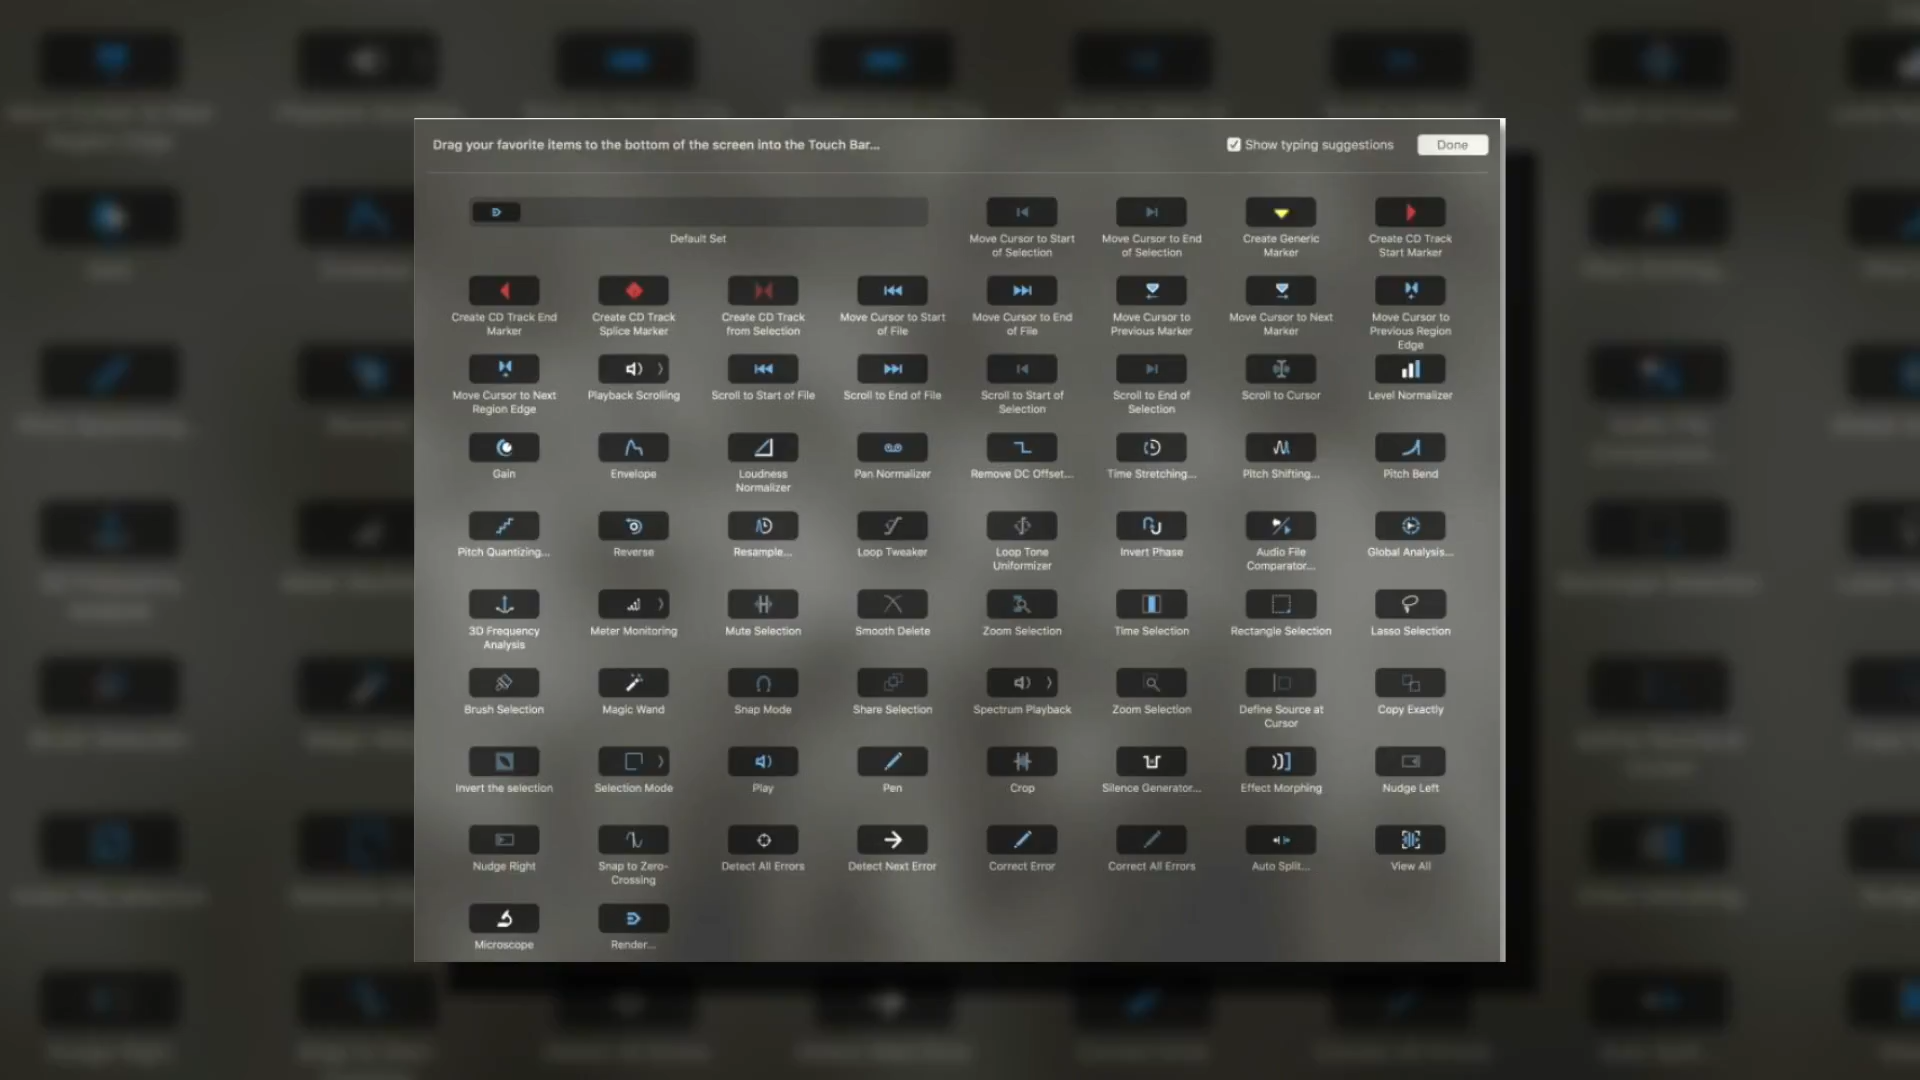 Drag your favorite items to the bottom of the screen into the Touch Bar...
Show typing suggestions
Done
Default Set
Move Cursor to Start
of Selection
Move Cursor to End
of Selection
Create Generic
Marker
Create CD Track
Start Marker
Create CD Track End
Marker
Create CD Track
Splice Marker
Create CD Track
from Selection
Move Cursor to Start
of File
Move Cursor to End
of File
Move Cursor to
Previous Marker
Move Cursor to Next
Marker
Move Cursor to
Previous Region
Edge
Move Cursor to Next
Region Edge
Playback Scrolling
Scroll to Start of File
Scroll to End of File
Scroll to Start of
Selection
Scroll to End of
Selection
Scroll to Cursor
Level Normalizer
Gain
Envelope
Loudness
Normalizer
Pan Normalizer
Remove DC Offset...
Time Stretching...
Pitch Shifting...
Pitch Bend
Pitch Quantizing...
Reverse
Resample...
Loop Tweaker
Loop Tone
Uniformizer
Invert Phase
Audio File
Comparator...
Global Analysis...
3D Frequency
Analysis
Meter Monitoring
Mute Selection
Smooth Delete
Zoom Selection
Time Selection
Rectangle Selection
Lasso Selection
Brush Selection
Magic Wand
Snap Mode
Share Selection
Spectrum Playback
Zoom Selection
Define Source at
Cursor
Copy Exactly
Invert the selection
Selection Mode
Play
Pen
Crop
Silence Generator...
Effect Morphing
Nudge Left
Nudge Right
Snap to Zero-
Crossing
Detect All Errors
Detect Next Error
Correct Error
Correct All Errors
Auto Split...
View All
Microscope
Render...